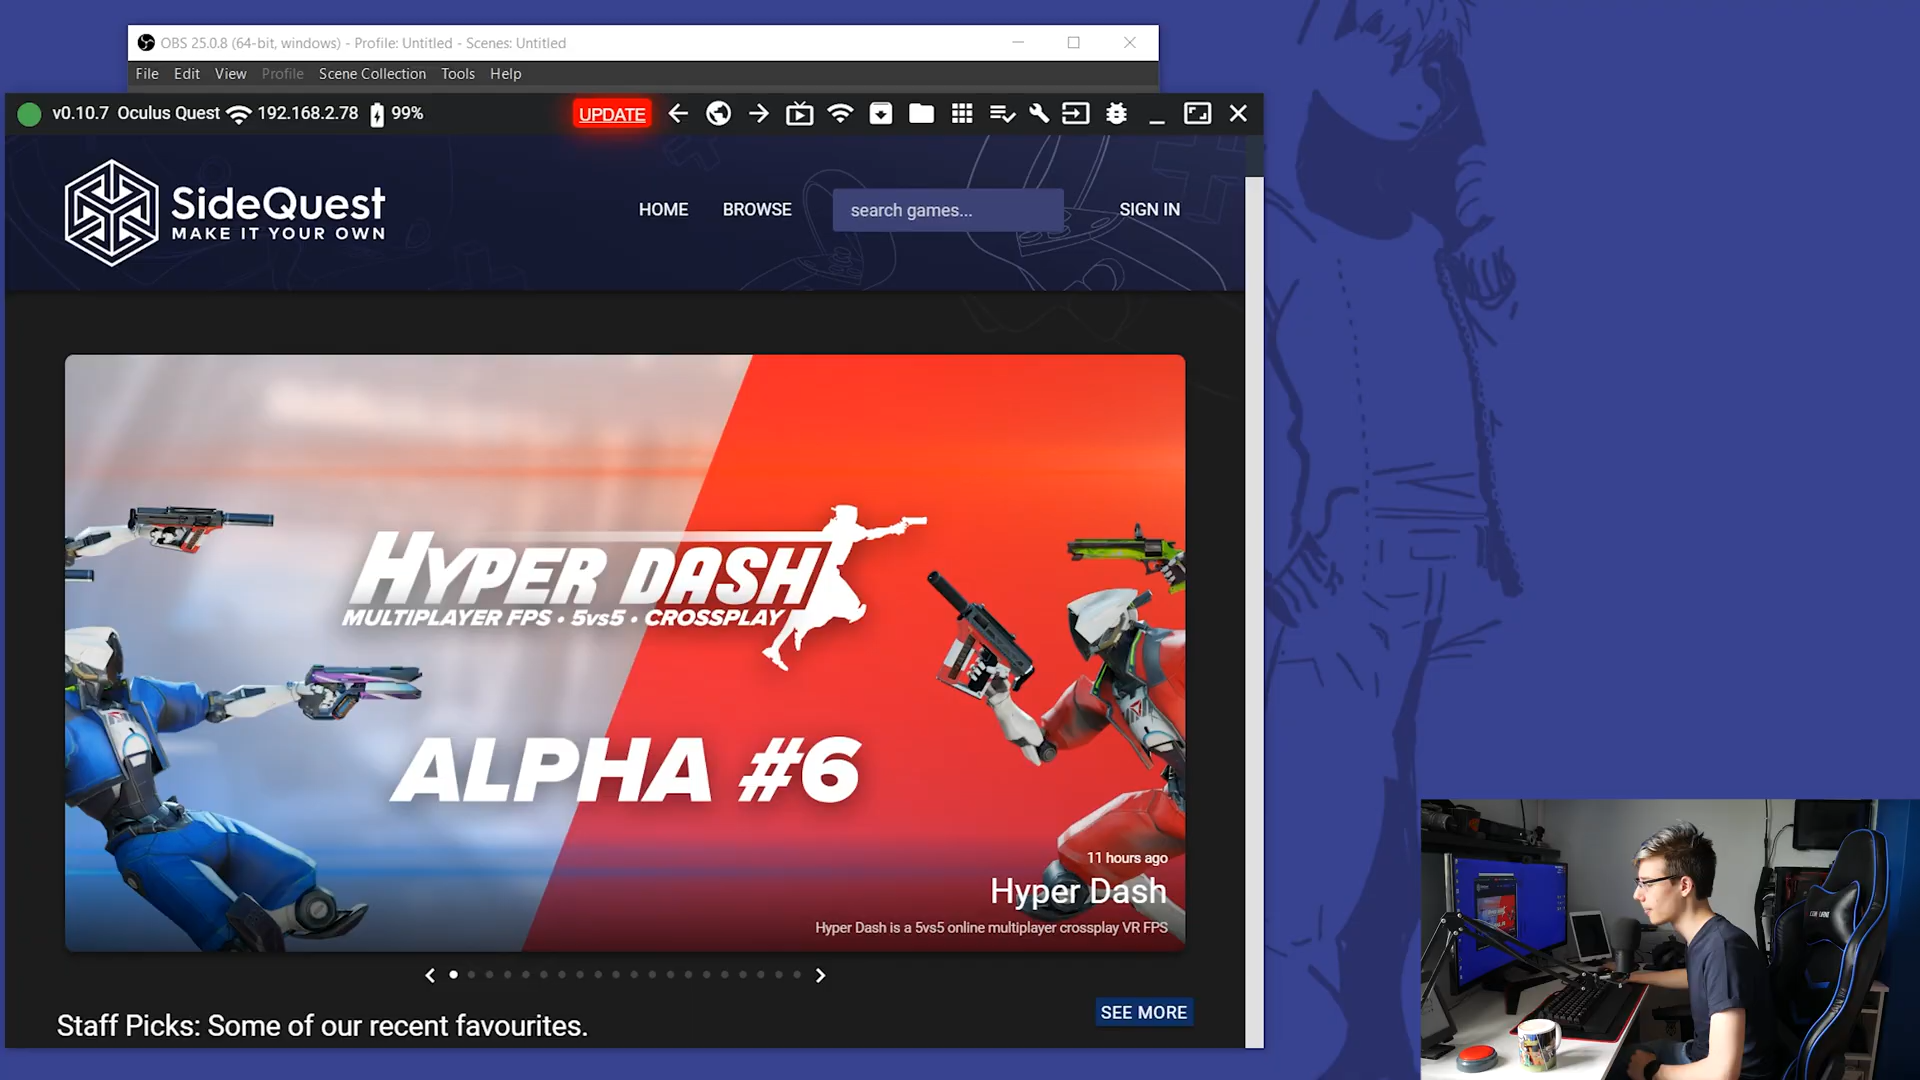 OBS 25.0.8 (64-bit, windows) - Profile: Untitled - Scenes: Untitled
File Edit View Profile Scene Collection Tools Help
v0.10.7 Oculus Quest 192.168.2.78 99% UPDATE
SideQuest
MAKE IT YOUR OWN
HOME BROWSE search games... SIGN IN
HYPER DASH
MULTIPLAYER FPS • 5vs5 • CROSSPLAY
ALPHA #6
11 hours ago
Hyper Dash
Hyper Dash is a 5vs5 online multiplayer crossplay VR FPS
SEE MORE
Staff Picks: Some of our recent favourites.